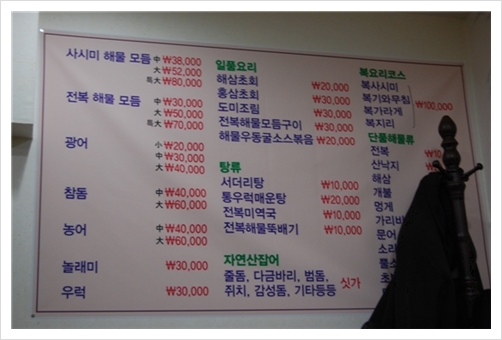 사시미 해물 모듬 中 ₩38,000
大 ₩52,000
특大 ₩80,000
전복 해물 모듬 中 ₩30,000
大 ₩50,000
특大 ₩70,000
광어 小 ₩20,000
中 ₩30,000
大 ₩40,000
참돔 中 ₩40,000
大 ₩60,000
농어 中 ₩40,000
大 ₩60,000
놀래미 ₩30,000
우럭 ₩30,000
일품요리
해삼초회 ₩20,000
홍삼초회 ₩30,000
도미조림 ₩30,000
전복해물모듬구이 ₩30,000
해물우동굴소스볶음 ₩20,000
탕류
서더리탕 ₩10,000
통우럭매운탕 ₩20,000
전복미역국 ₩10,000
전복해물뚝배기 ₩10,000
자연산잡어
줄돔, 다금바리, 범돔,
쥐치, 감성돔, 기타등등 싯가
복요리코스
복사시미
복기와무침 ₩100,000
복가라게
복지리
단품해물류
전복
산낙지
해삼
개불
멍게
가리비
문어
소라